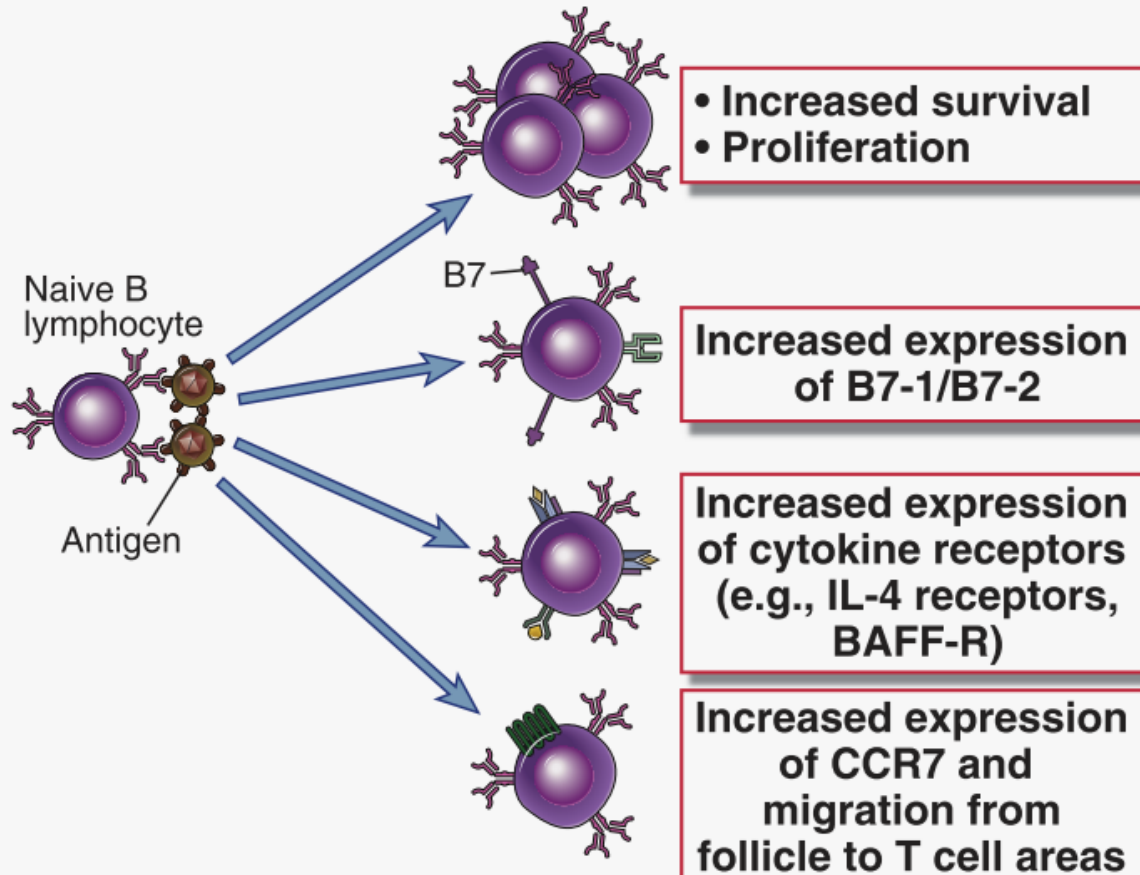 • Increased survival
• Proliferation
B7
Naive B
lymphocyte
Increased expression
of B7-1/B7-2
Antigen
Increased expression
of cytokine receptors
(e.g., IL-4 receptors,
BAFF-R)
Increased expression
of CCR7 and
migration from
follicle to T cell areas